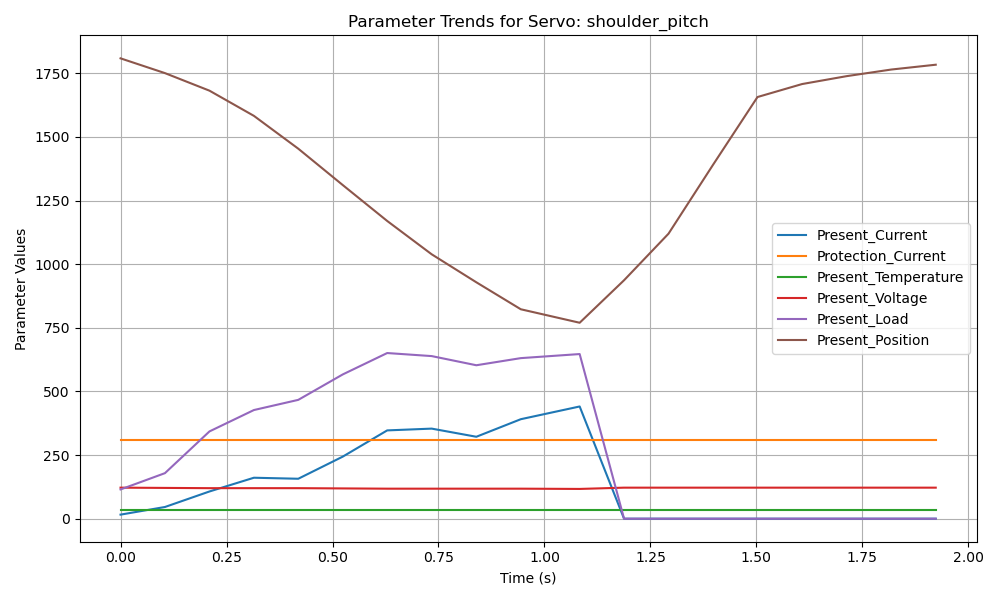 Parameter Trends for Servo: shoulder_pitch
Parameter Values
1750
1500
1250
1000
750
500
250
0
Present_Current
Protection_Current
Present_Temperature
Present_Voltage
Present_Load
Present_Position
0.00 0.25 0.50 0.75 1.00 1.25 1.50 1.75 2.00
Time (s)